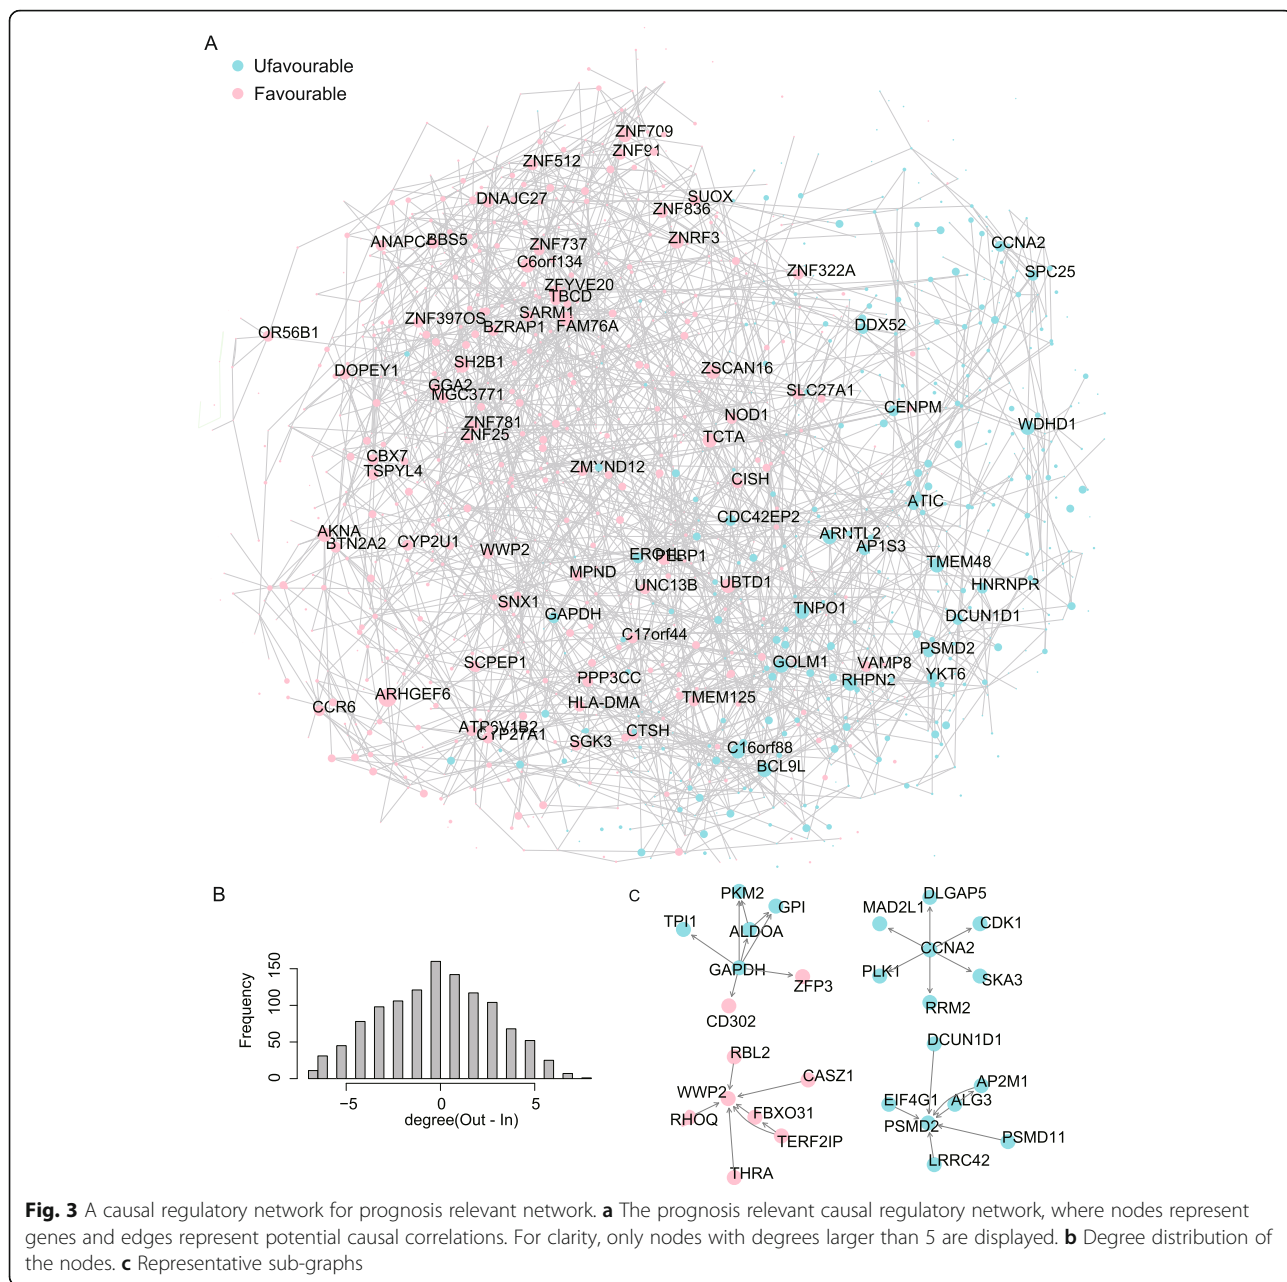 A
Ufavourable
Favourable
ZNF709
ZNF91
ZNF512
DNAJC27
SUOX
ZNF836
ANAPC
BBS5
ZNF737
ZNRF3
CCNA2
C6orf134
ZNF322A
SPC25
ZFYVE20
TBCD
ZNF397OS
SARM1
BZRAP1
FAM76A
DDX52
OR56B1
DOPEY1
SH2B1
ZSCAN16
GGA2
MGC3771
SLC27A1
CENPM
ZNF781
ZNF25
NOD1
TCTA
WDHD1
CBX7
TSPYL4
ZMYND12
CISH
ATIC
CDC42EP2
AKNA
BTN2A2
CYP2U1
WWP2
ARNTL2
AP1S3
ERO1L
PEBP1
MPND
UNC13B
UBTD1
TMEM48
HNRNPR
SNX1
GAPDH
TNPO1
DCUN1D1
C17orf44
SCPEP1
PPP3CC
GOLM1
VAMP8
PSMD2
RHPN2
YKT6
CCR6
ARHGEF6
HLA-DMA
TMEM125
ATP6V1B2
CYP27A1
SGK3
CTSH
C16orf88
BCL9L
B
Frequency
0
50
100
150
−5
0
5
degree(Out - In)
C
PKM2
GPI
TPI1
ALDOA
GAPDH
ZFP3
CD302
DLGAP5
MAD2L1
CDK1
CCNA2
PLK1
SKA3
RRM2
RBL2
CASZ1
WWP2
RHOQ
FBXO31
TERF2IP
THRA
DCUN1D1
AP2M1
EIF4G1
ALG3
PSMD2
PSMD11
LRRC42
Fig. 3 A causal regulatory network for prognosis relevant network. a The prognosis relevant causal regulatory network, where nodes represent
genes and edges represent potential causal correlations. For clarity, only nodes with degrees larger than 5 are displayed. b Degree distribution of
the nodes. c Representative sub-graphs